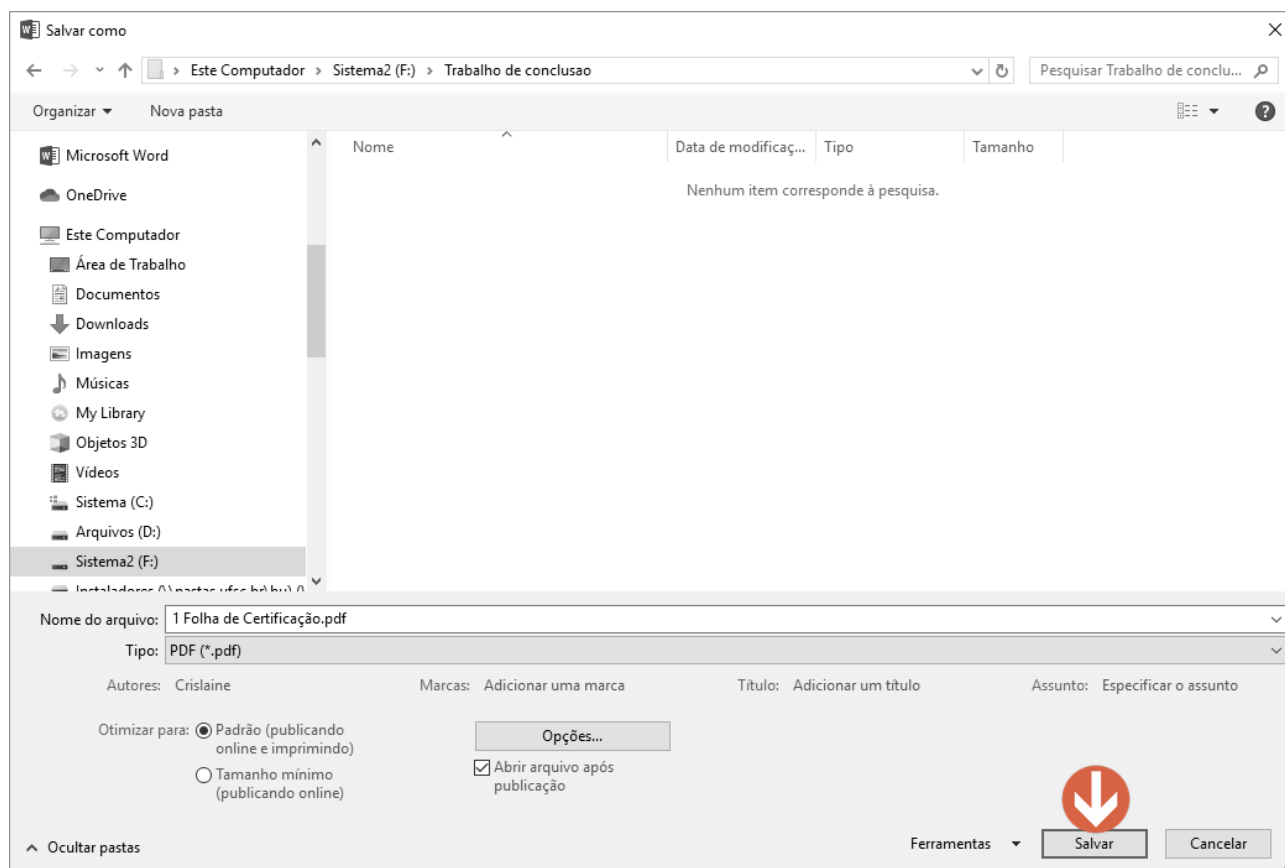 Salvar como
Este Computador > Sistema2 (F:) > Trabalho de conclusao
Pesquisar Trabalho de conclu...
Organizar
Nova pasta
Microsoft Word
OneDrive
Este Computador
Área de Trabalho
Documentos
Downloads
Imagens
Músicas
My Library
Objetos 3D
Vídeos
Sistema (C:)
Arquivos (D:)
Sistema2 (F:)
Nome
Data de modificaç...
Tipo
Tamanho
Nenhum item corresponde à pesquisa.
Nome do arquivo: 1 Folha de Certificação.pdf
Tipo: PDF (*.pdf)
Autores: Crislaine
Marcas: Adicionar uma marca
Título: Adicionar um título
Assunto: Especificar o assunto
Otimizar para:
Padrão (publicando
online e imprimindo)
Tamanho mínimo
(publicando online)
Opções...
Abrir arquivo após
publicação
Ocultar pastas
Ferramentas
Salvar
Cancelar